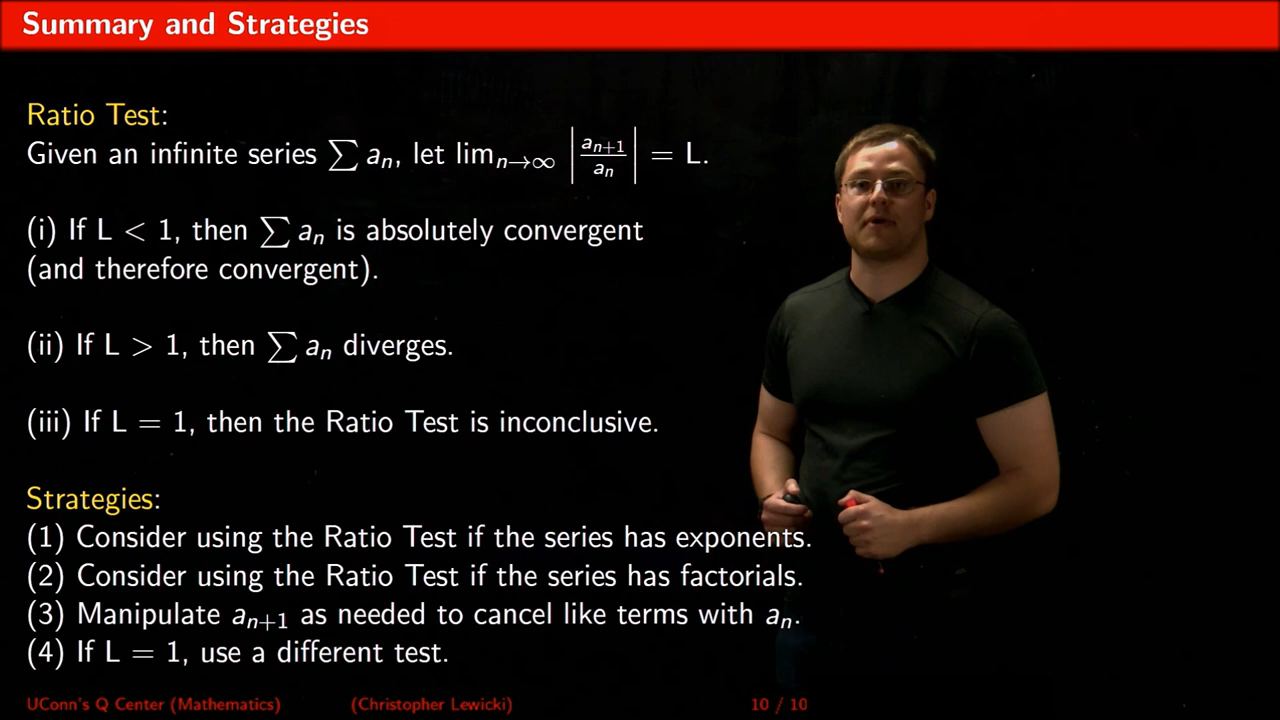 Summary and Strategies
Ratio Test:
Given an infinite series ∑ aₙ, let limₙ→∞ |aₙ₊₁/aₙ| = L.
(i) If L < 1, then ∑ aₙ is absolutely convergent
(and therefore convergent).
(ii) If L > 1, then ∑ aₙ diverges.
(iii) If L = 1, then the Ratio Test is inconclusive.
Strategies:
(1) Consider using the Ratio Test if the series has exponents.
(2) Consider using the Ratio Test if the series has factorials.
(3) Manipulate aₙ₊₁ as needed to cancel like terms with aₙ.
(4) If L = 1, use a different test.
UConn's Q Center (Mathematics) (Christopher Lewicki) 10 / 10